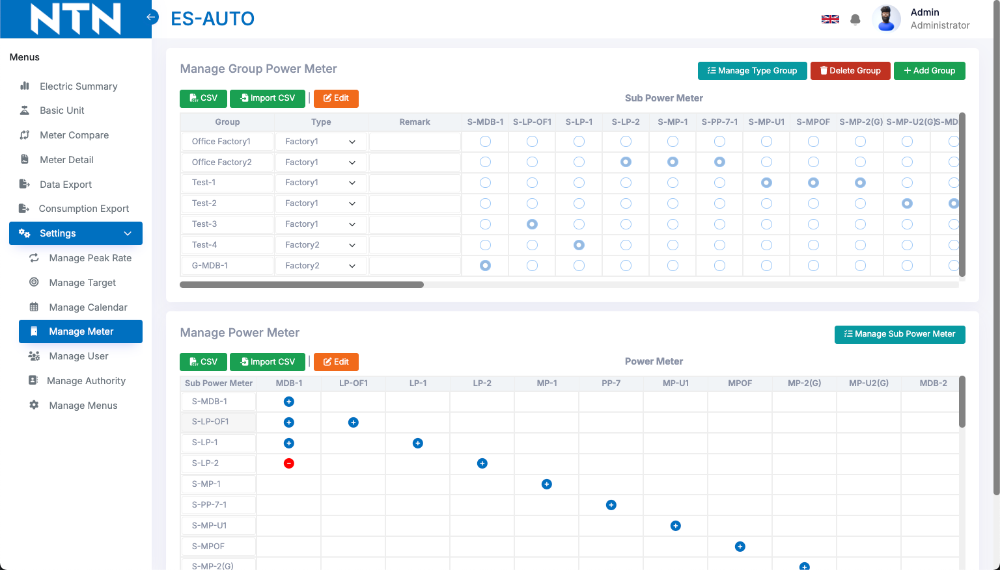 NTN
ES-AUTO
Admin
Administrator
Menus
Electric Summary
Basic Unit
Meter Compare
Meter Detail
Data Export
Consumption Export
Settings
Manage Peak Rate
Manage Target
Manage Calendar
Manage Meter
Manage User
Manage Authority
Manage Menus
Manage Group Power Meter
Manage Type Group Delete Group Add Group
CSV Import CSV | Edit
Sub Power Meter
Group Type Remark S-MDB-1 S-LP-OF1 S-LP-1 S-LP-2 S-MP-1 S-PP-7-1 S-MP-U1 S-MPOF S-MP-2(G) S-MP-U2(G) S-MD
Office Factory1 Factory1
Office Factory2 Factory1
Test-1 Factory1
Test-2 Factory1
Test-3 Factory1
Test-4 Factory2
G-MDB-1 Factory2
Manage Power Meter
Manage Sub Power Meter
CSV Import CSV | Edit
Power Meter
Sub Power Meter MDB-1 LP-OF1 LP-1 LP-2 MP-1 PP-7 MP-U1 MPOF MP-2(G) MP-U2(G) MDB-2
S-MDB-1
S-LP-OF1
S-LP-1
S-LP-2
S-MP-1
S-PP-7-1
S-MP-U1
S-MPOF
S-MP-2(G)